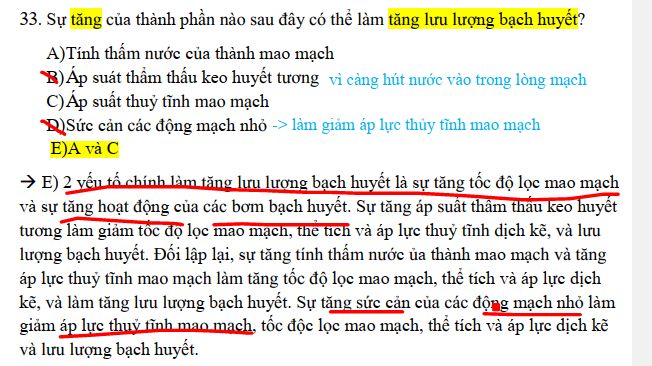 33. Sự tăng của thành phần nào sau đây có thể làm tăng lưu lượng bạch huyết?
A)Tính thấm nước của thành mao mạch
B)Áp suát thẩm thấu keo huyết tương vì càng hút nước vào trong lòng mạch
C)Áp suất thuỷ tĩnh mao mạch
D)Sức cản các động mạch nhỏ -> làm giảm áp lực thủy tĩnh mao mạch
E)A và C
→ E) 2 yếu tố chính làm tăng lưu lượng bạch huyết là sự tăng tốc độ lọc mao mạch
và sự tăng hoạt động của các bơm bạch huyết. Sự tăng áp suất thẩm thấu keo huyết
tương làm giảm tốc độ lọc mao mạch, thể tích và áp lực thuỷ tĩnh dịch kẽ, và lưu
lượng bạch huyết. Đối lập lại, sự tăng tính thấm nước ủa thành mao mạch và tăng
áp lực thuỷ tĩnh mao mạch làm tăng tốc độ lọc mao mạch, thể tích và áp lực dịch
kẽ, và làm tăng lưu lượng bạch huyết. Sự tăng sức cản của các động mạch nhỏ làm
giảm áp lực thuỷ tĩnh mao mạch, tốc độc lọc mao mạch, thể tích và áp lực dịch kẽ
và lưu lượng bạch huyết.